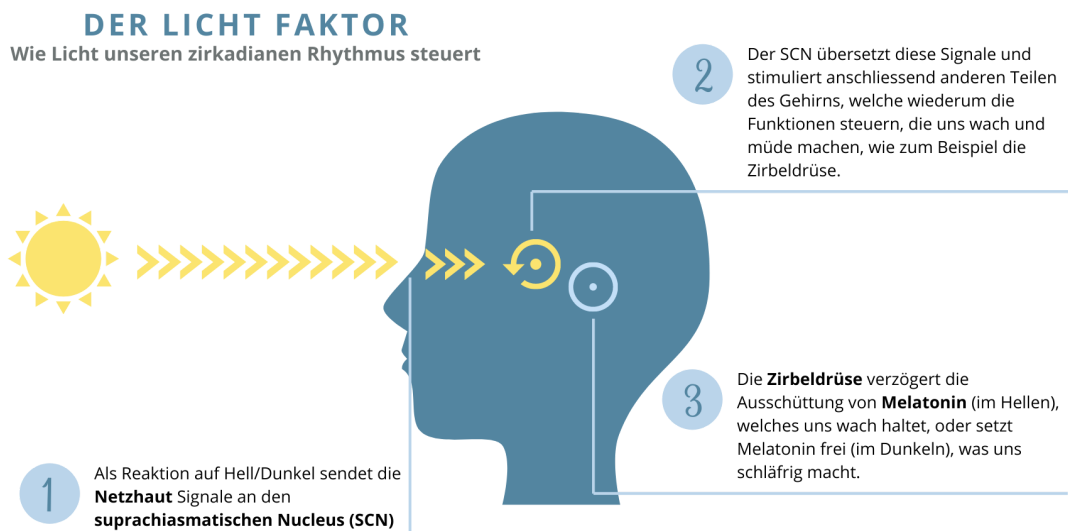 DER LICHT FAKTOR
Wie Licht unseren zirkadianen Rhythmus steuert
1
Als Reaktion auf Hell/Dunkel sendet die
Netzhaut Signale an den
suprachiasmatischen Nucleus (SCN)
2
Der SCN übersetzt diese Signale und
stimuliert anschliessend anderen Teilen
des Gehirns, welche wiederum die
Funktionen steuern, die uns wach und
müde machen, wie zum Beispiel die
Zirbeldrüse.
3
Die Zirbeldrüse verzögert die
Ausschüttung von Melatonin (im Hellen),
welches uns wach haltet, oder setzt
Melatonin frei (im Dunkeln), was uns
schläfrig macht.